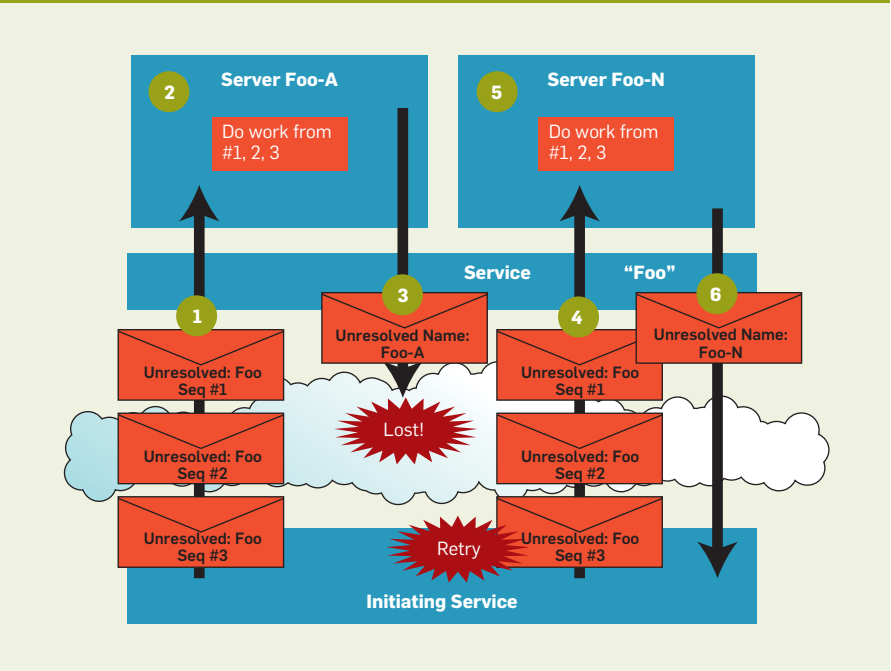 2
Server Foo-A
Do work from
#1, 2, 3
5
Server Foo-N
Do work from
#1, 2, 3
Service “Foo”
1
Unresolved: Foo
Seq #1
Unresolved: Foo
Seq #2
Unresolved: Foo
Seq #3
3
Unresolved Name:
Foo-A
Lost!
Retry
4
Unresolved: Foo
Seq #1
Unresolved: Foo
Seq #2
Unresolved: Foo
Seq #3
6
Unresolved Name:
Foo-N
Initiating Service